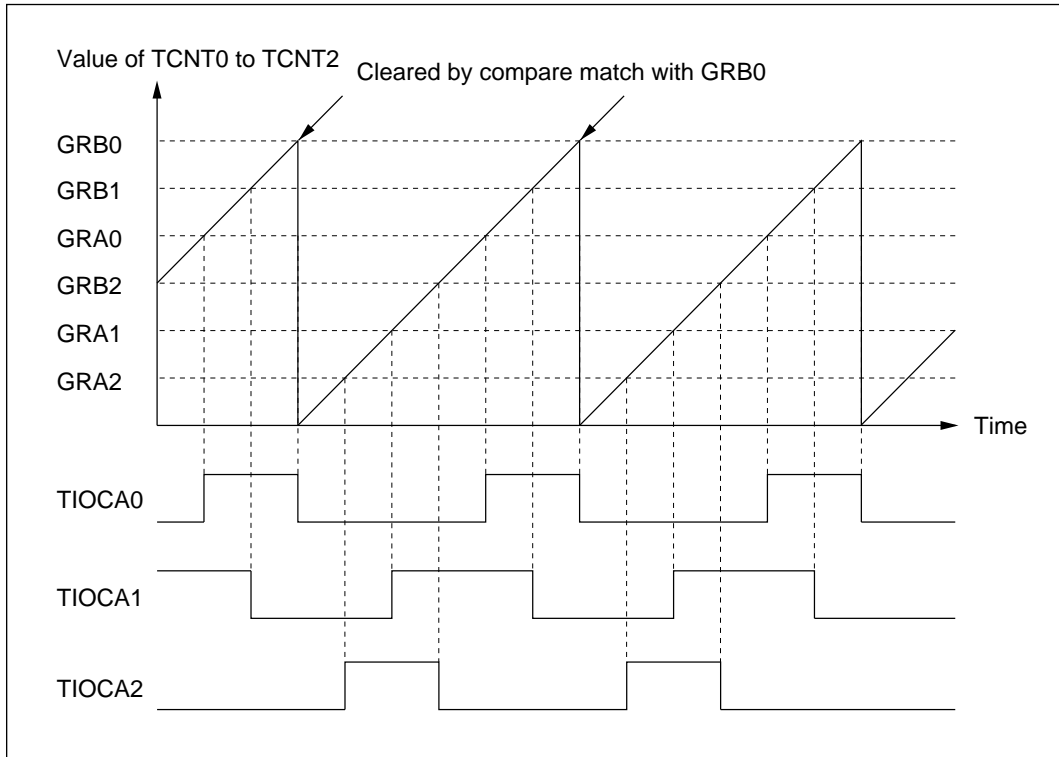 Value of TCNT0 to TCNT2
Cleared by compare match with GRB0
GRB0
GRB1
GRA0
GRB2
GRA1
GRA2
Time
TIOCA0
TIOCA1
TIOCA2